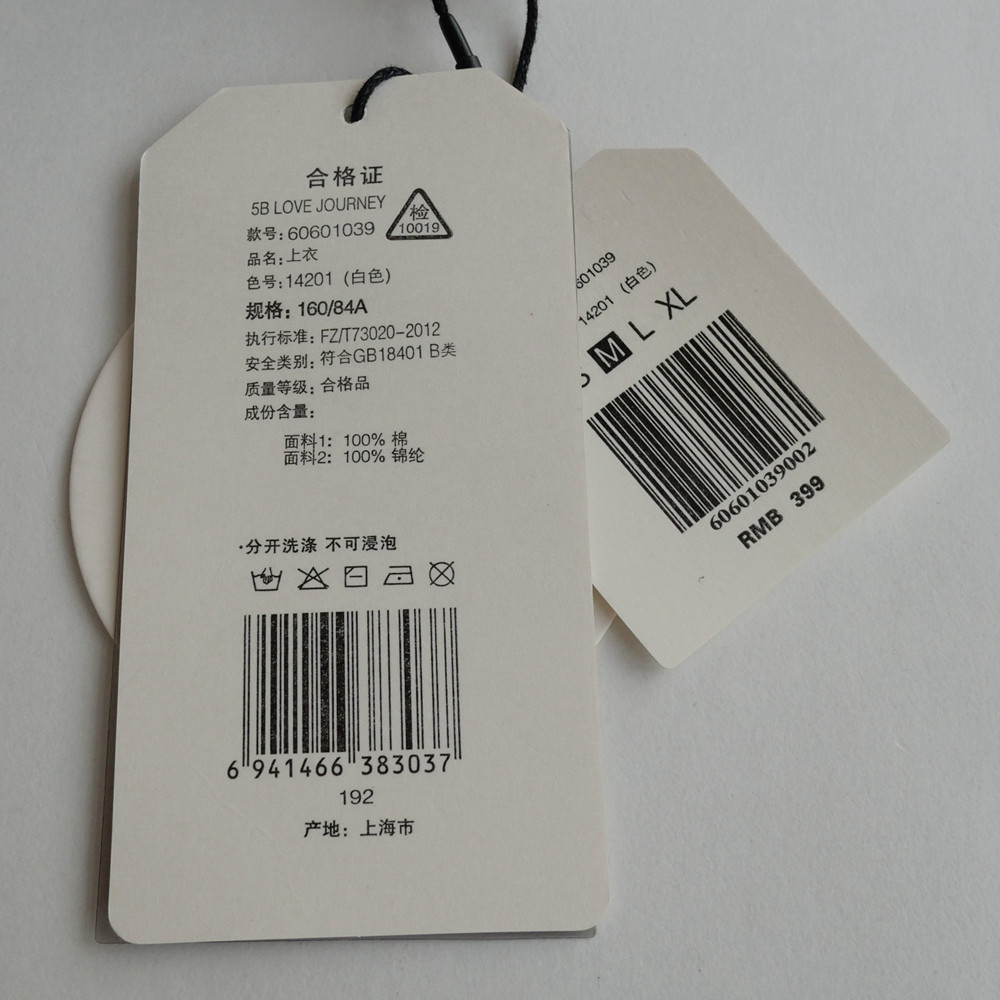 合格证
5B LOVE JOURNEY
检
10019
款号:60601039
品名:上衣
色号:14201 (白色)
规格:160/84A
执行标准:FZ/T73020-2012
安全类别:符合GB18401 B类
质量等级:合格品
成份含量:
面料1: 100% 棉
面料2: 100% 锦纶
·分开洗涤 不可浸泡
6 941466 383037
192
产地: 上海市
601039
14201 (白色)
M L XL
60601039002
RMB 399